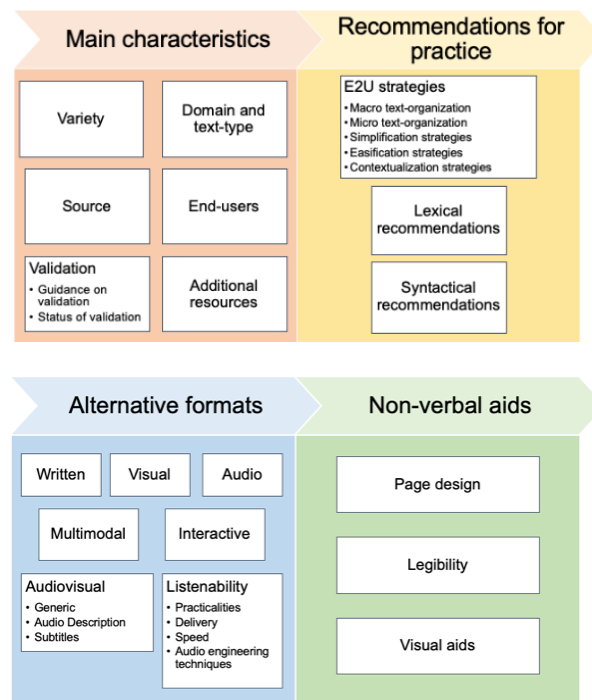 Main characteristics
Recommendations for
practice
Variety
Domain and
text-type
Source
End-users
Validation
• Guidance on
validation
• Status of validation
Additional
resources
E2U strategies
• Macro text-organization
• Micro text-organization
• Simplification strategies
• Easification strategies
• Contextualization strategies
Lexical
recommendations
Syntactical
recommendations
Alternative formats
Non-verbal aids
Written
Visual
Audio
Multimodal
Interactive
Audiovisual
• Generic
• Audio Description
• Subtitles
Listenability
• Practicalities
• Delivery
• Speed
• Audio engineering
techniques
Page design
Legibility
Visual aids